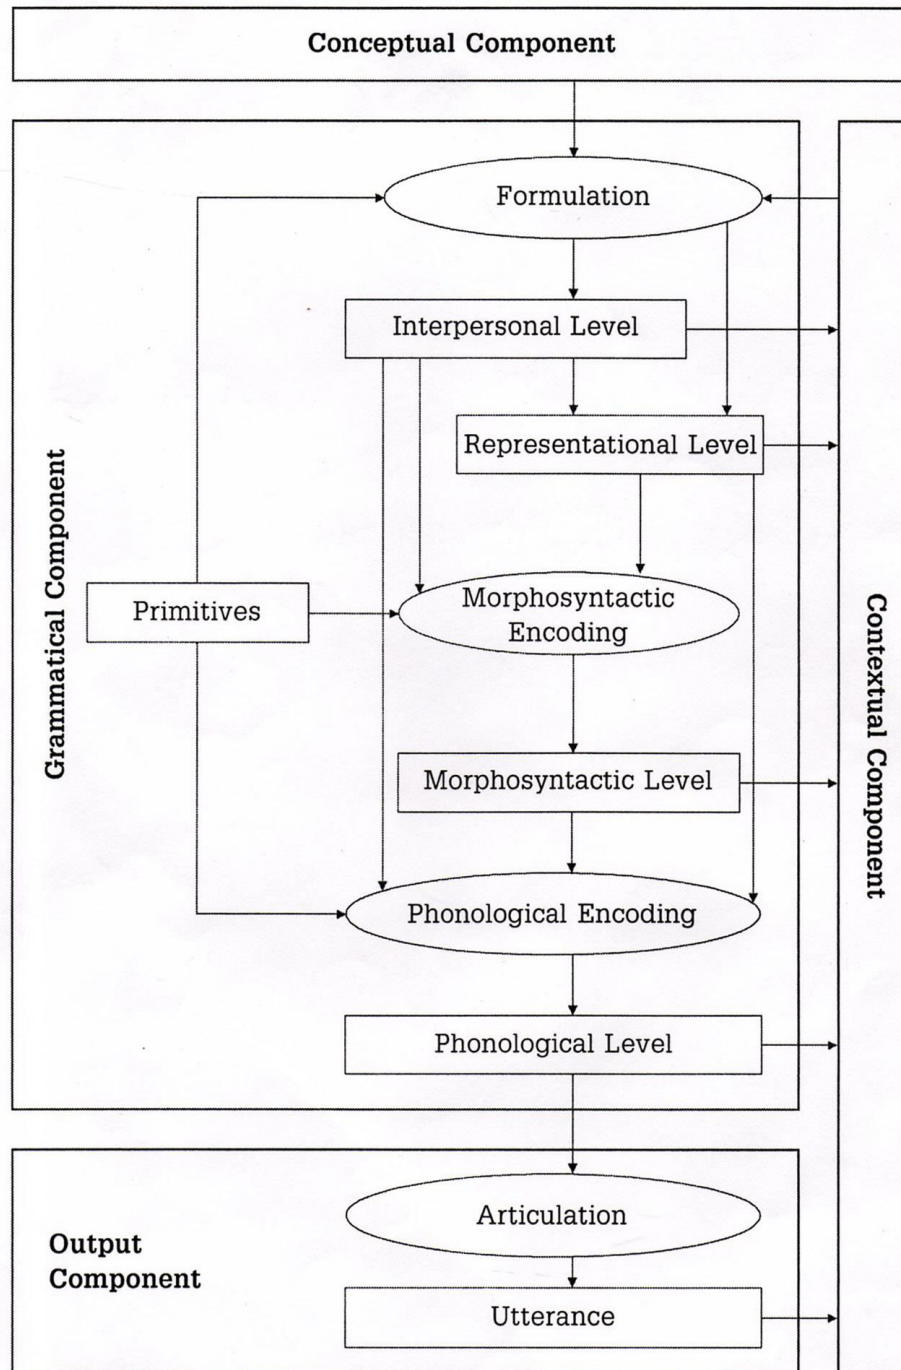 Conceptual Component
Formulation
Interpersonal Level
Representational Level
Grammatical Component
Primitives
Morphosyntactic
Encoding
Contextual Component
Morphosyntactic Level
Phonological Encoding
Phonological Level
Output
Component
Articulation
Utterance